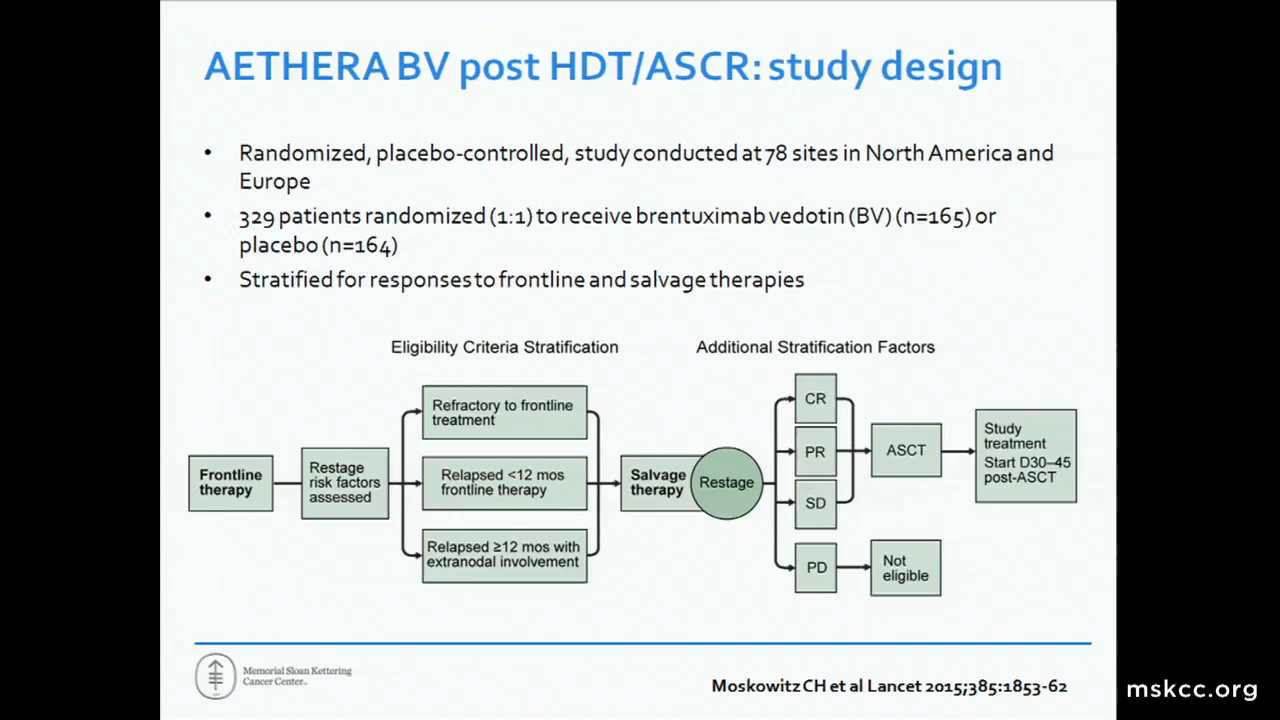 AETHERA BV post HDT/ASCR: study design
• Randomized, placebo-controlled, study conducted at 78 sites in North America and
Europe
• 329 patients randomized (1:1) to receive brentuximab vedotin (BV) (n=165) or
placebo (n=164)
• Stratified for responses to frontline and salvage therapies
Eligibility Criteria Stratification
Additional Stratification Factors
Frontline
therapy
Restage
risk factors
assessed
Refractory to frontline
treatment
Relapsed <12 mos
frontline therapy
Relapsed ≥12 mos with
extranodal involvement
Salvage
therapy
Restage
CR
PR
SD
PD
ASCT
Not
eligible
Study
treatment
Start D30–45
post-ASCT
Memorial Sloan Kettering
Cancer Center
Moskowitz CH et al Lancet 2015;385:1853-62
mskcc.org